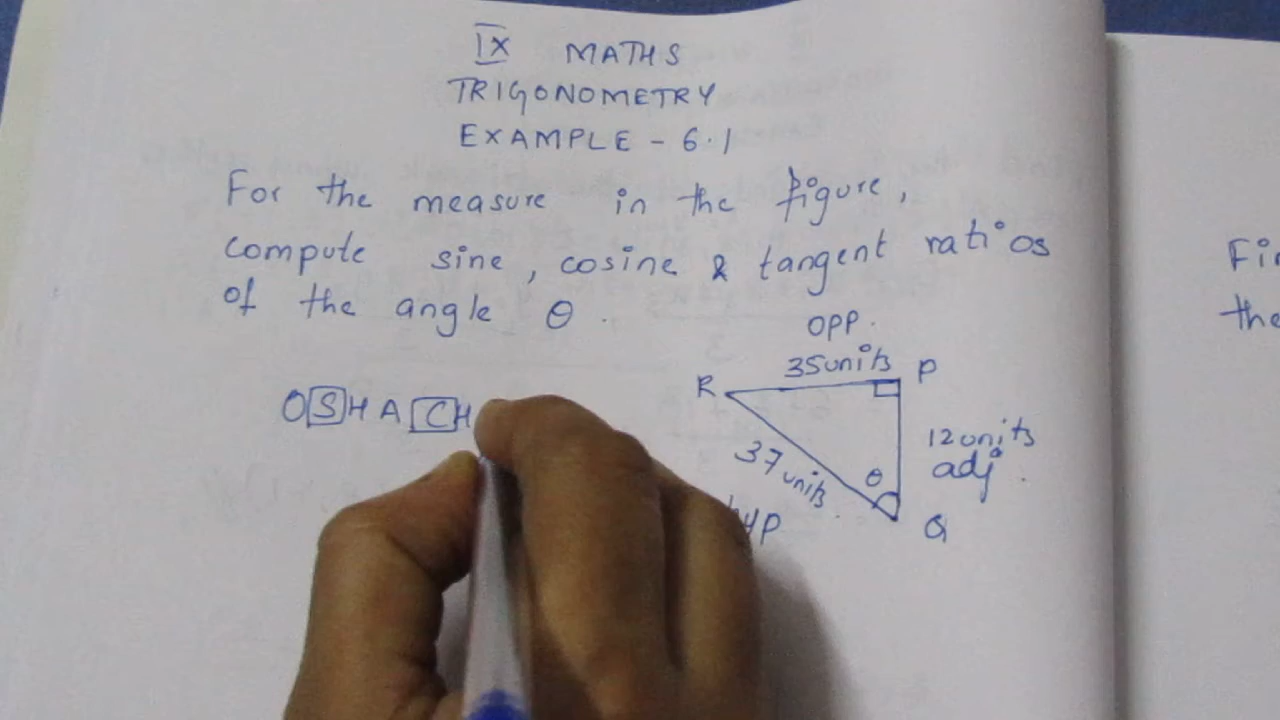 IX MATHS
TRIGONOMETRY
EXAMPLE - 6.1
For the measure in the figure,
compute sine, cosine & tangent ratios
of the angle θ.
OPP.
35units
R
P
OSHACH
12units
adj.
37units
θ
hyp
Q
the